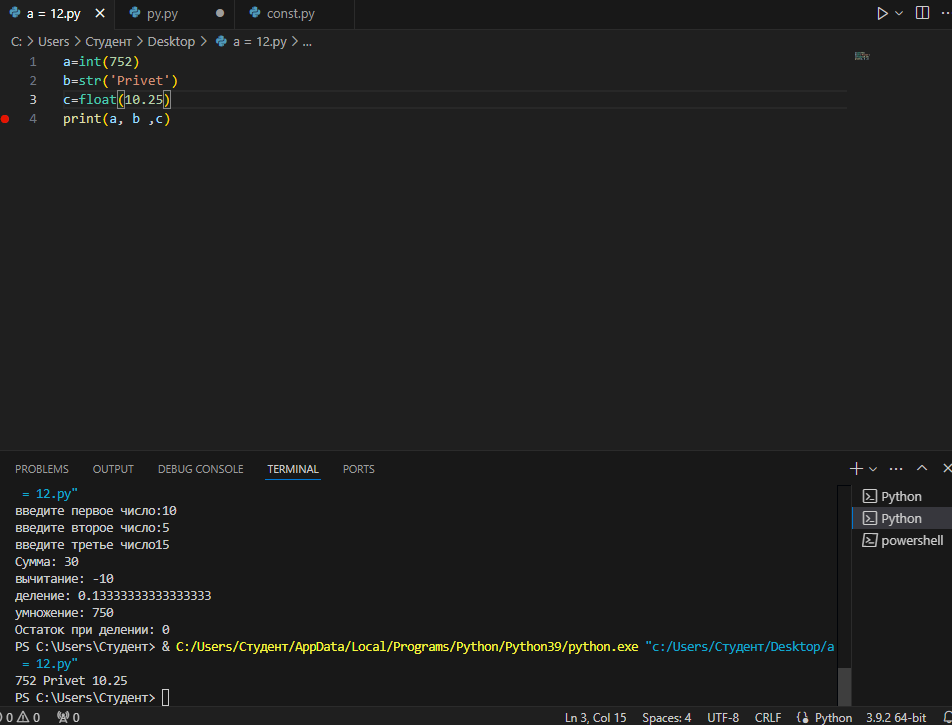 a = 12.py
py.py
const.py
C: > Users > Студент > Desktop > a = 12.py > ...
1 a=int(752)
2 b=str('Privet')
3 c=float(10.25)
4 print(a, b ,c)
PROBLEMS OUTPUT DEBUG CONSOLE TERMINAL PORTS
= 12.py"
введите первое число:10
введите второе число:5
введите третье число15
Сумма: 30
вычитание: -10
деление: 0.13333333333333333
умножение: 750
Остаток при делении: 0
PS C:\Users\Студент> & C:/Users/Студент/AppData/Local/Programs/Python/Python39/python.exe "c:/Users/Студент/Desktop/a
= 12.py"
752 Privet 10.25
PS C:\Users\Студент>
Python
Python
powershell
0 0 0 Ln 3, Col 15 Spaces: 4 UTF-8 CRLF Python 3.9.2 64-bit